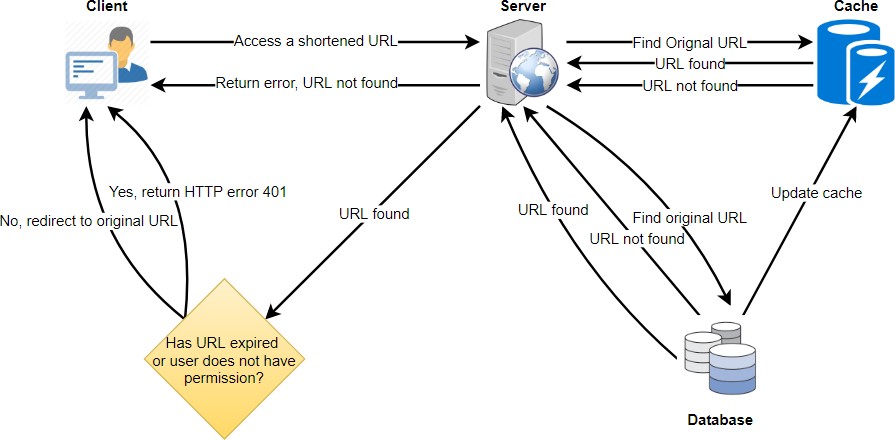 Client
Server
Cache
Access a shortened URL
Find Orignal URL
URL found
Return error, URL not found
URL not found
Yes, return HTTP error 401
Update cache
No, redirect to original URL
URL found
URL found
Find original URL
URL not found
Has URL expired
or user does not have
permission?
Database